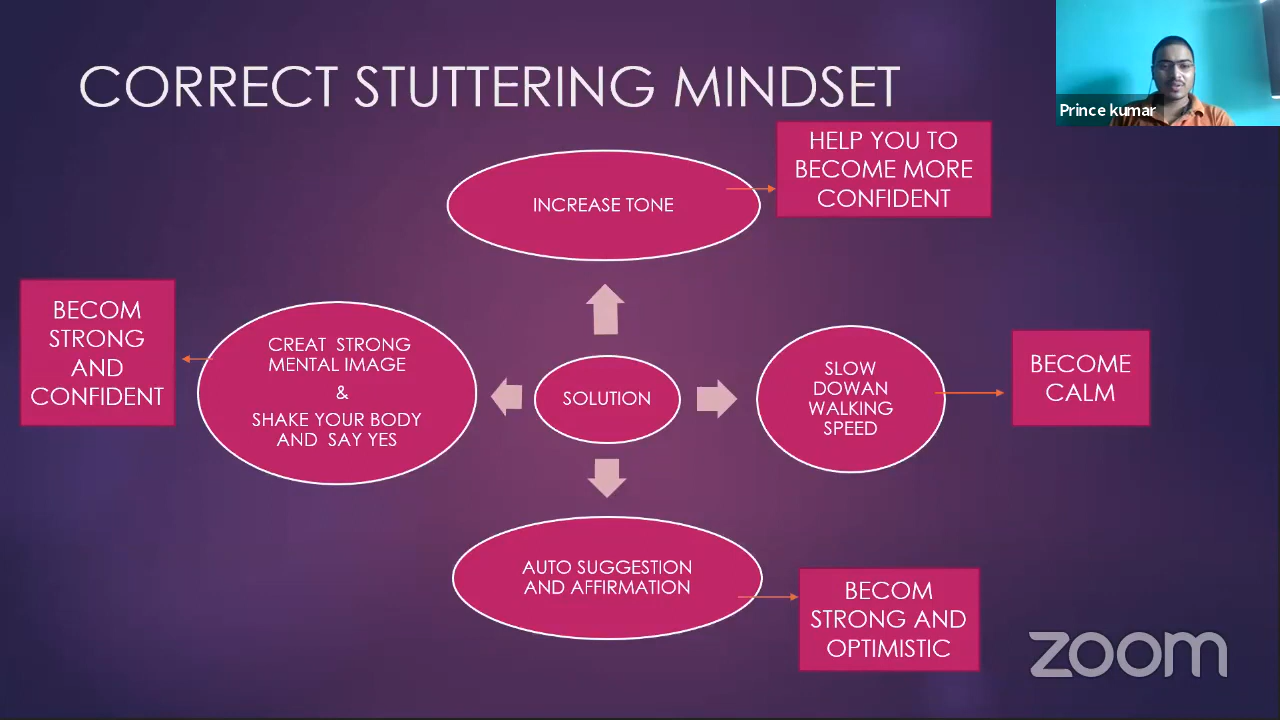 CORRECT STUTTERING MINDSET
Prince kumar
HELP YOU TO
BECOME MORE
CONFIDENT
INCREASE TONE
BECOM
STRONG
AND
CONFIDENT
CREAT STRONG
MENTAL IMAGE
&
SHAKE YOUR BODY
AND SAY YES
SOLUTION
SLOW
DOWAN
WALKING
SPEED
BECOME
CALM
AUTO SUGGESTION
AND AFFIRMATION
BECOM
STRONG AND
OPTIMISTIC
zoom